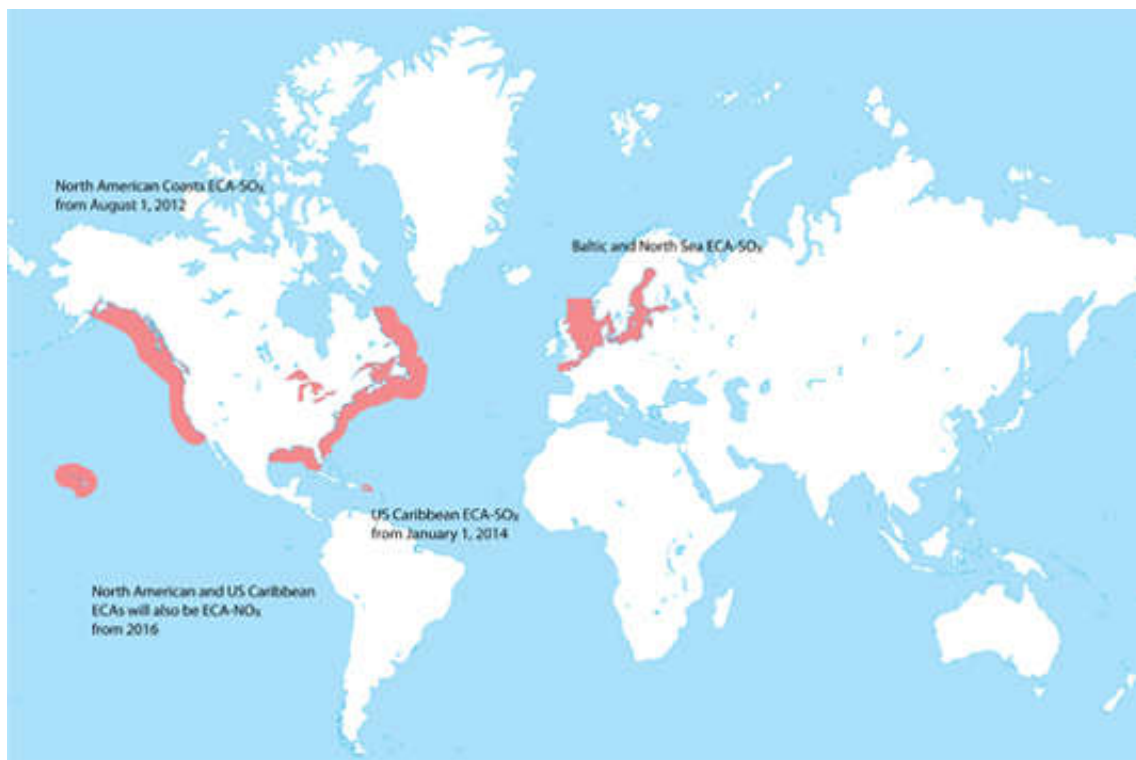 North American Coasts ECA-SOx
from August 1, 2012
Baltic and North Sea ECA-SOx
US Caribbean ECA-SOx
from January 1, 2014
North American and US Caribbean
ECAs will also be ECA-NOx
from 2016